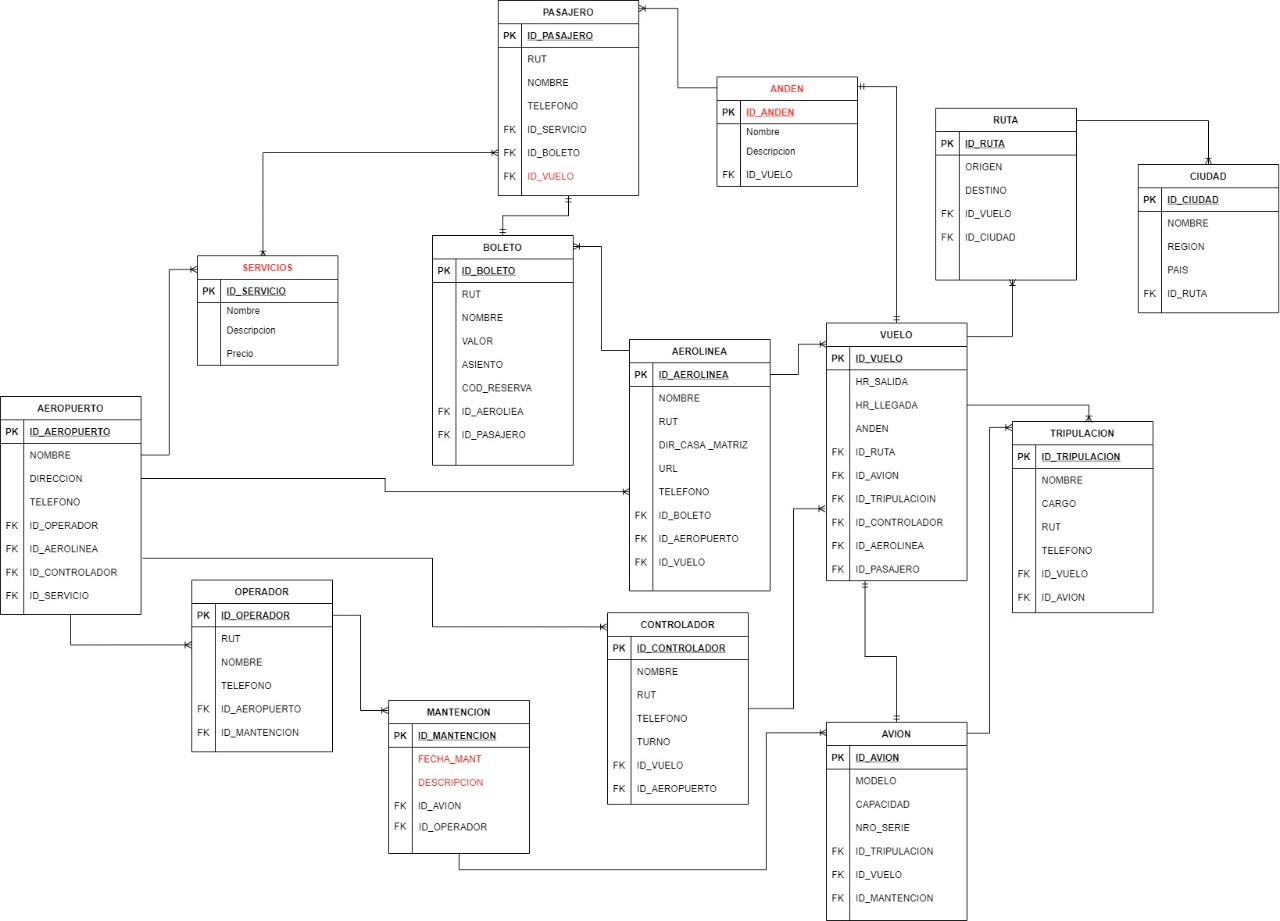 PASAJERO
PK ID_PASAJERO
RUT
NOMBRE
TELEFONO
FK ID_SERVICIO
FK ID_BOLETO
FK ID_VUELO
ANDEN
PK ID_ANDEN
Nombre
Descripcion
FK ID_VUELO
RUTA
PK ID_RUTA
ORIGEN
DESTINO
FK ID_VUELO
FK ID_CIUDAD
CIUDAD
PK ID_CIUDAD
NOMBRE
REGION
PAIS
FK ID_RUTA
SERVICIOS
PK ID_SERVICIO
Nombre
Descripcion
Precio
BOLETO
PK ID_BOLETO
RUT
NOMBRE
VALOR
ASIENTO
COD_RESERVA
FK ID_AEROLIEA
FK ID_PASAJERO
AEROLINEA
PK ID_AEROLINEA
NOMBRE
RUT
DIR_CASA _MATRIZ
URL
TELEFONO
FK ID_BOLETO
FK ID_AEROPUERTO
FK ID_VUELO
VUELO
PK ID_VUELO
HR_SALIDA
HR_LLEGADA
ANDEN
FK ID_RUTA
FK ID_AVION
FK ID_TRIPULACIOIN
FK ID_CONTROLADOR
FK ID_AEROLINEA
FK ID_PASAJERO
TRIPULACION
PK ID_TRIPULACION
NOMBRE
CARGO
RUT
TELEFONO
FK ID_VUELO
FK ID_AVION
AEROPUERTO
PK ID_AEROPUERTO
NOMBRE
DIRECCION
TELEFONO
FK ID_OPERADOR
FK ID_AEROLINEA
FK ID_CONTROLADOR
FK ID_SERVICIO
OPERADOR
PK ID_OPERADOR
RUT
NOMBRE
TELEFONO
FK ID_AEROPUERTO
FK ID_MANTENCION
MANTENCION
PK ID_MANTENCION
FECHA_MANT
DESCRIPCION
FK ID_AVION
FK ID_OPERADOR
CONTROLADOR
PK ID_CONTROLADOR
NOMBRE
RUT
TELEFONO
TURNO
FK ID_VUELO
FK ID_AEROPUERTO
AVION
PK ID_AVION
MODELO
CAPACIDAD
NRO_SERIE
FK ID_TRIPULACION
FK ID_VUELO
FK ID_MANTENCION